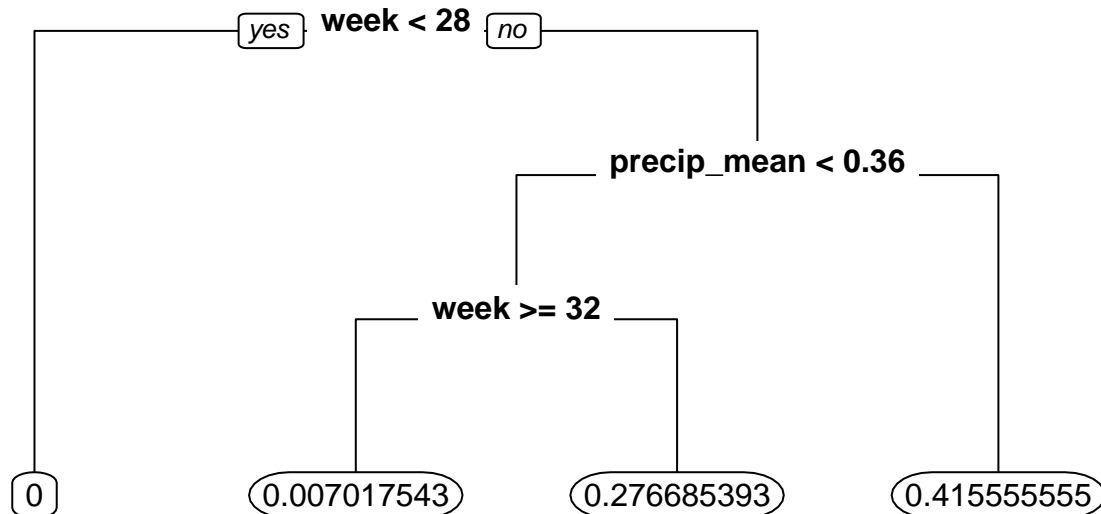 yes week < 28 no
precip_mean < 0.36
week >= 32
0 0.007017543 0.276685393 0.415555555